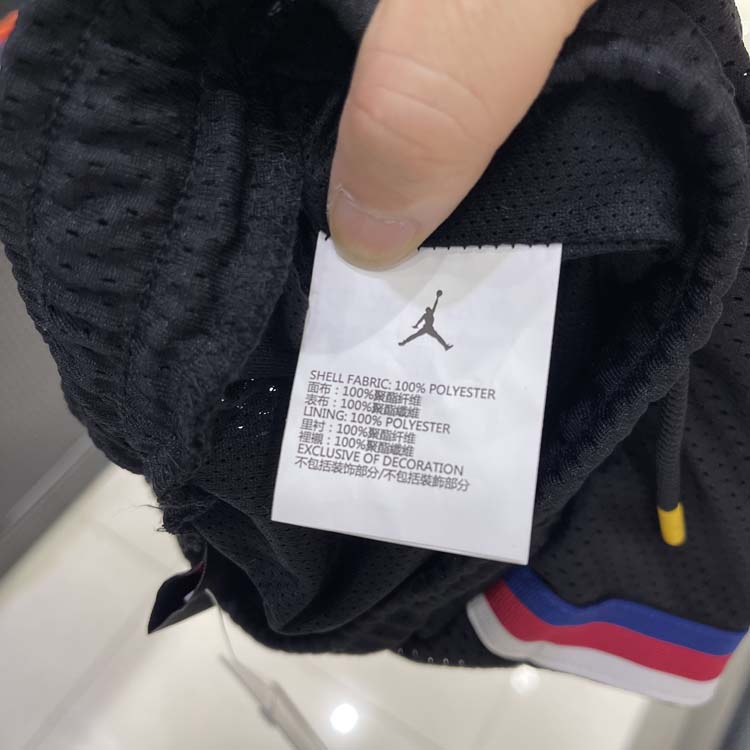 SHELL FABRIC: 100% POLYESTER
面布：100%聚酯纤维
表布：100%聚酯纖維
LINING: 100% POLYESTER
里衬：100%聚酯纤维
裡襯：100%聚酯纖維
EXCLUSIVE OF DECORATION
不包括装饰部分/不包括裝飾部分